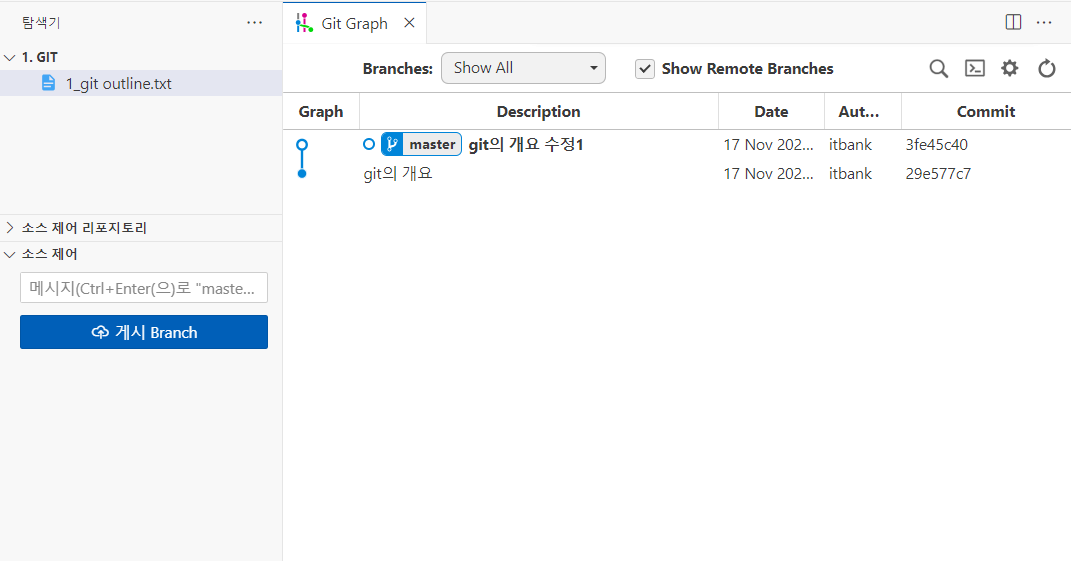 탐색기
1. GIT
1_git outline.txt
소스 제어 리포지토리
소스 제어
메시지(Ctrl+Enter(으)로 "maste...
게시 Branch
Git Graph
Branches: Show All Show Remote Branches
Graph Description Date Aut... Commit
master git의 개요 수정1 17 Nov 202... itbank 3fe45c40
git의 개요 17 Nov 202... itbank 29e577c7